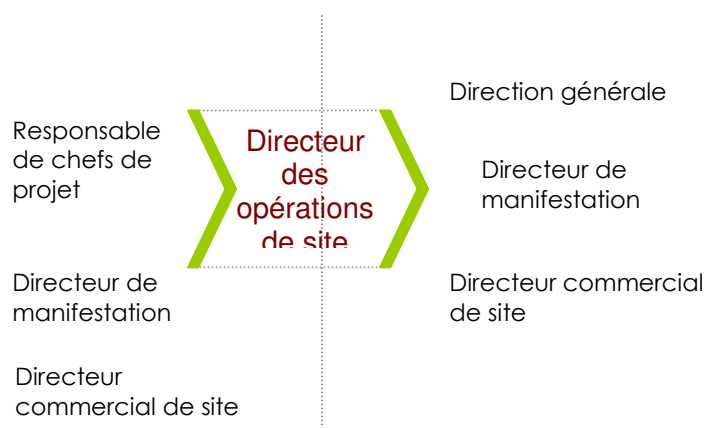 Responsable
de chefs de
projet
Directeur de
manifestation
Directeur
commercial de site
Directeur
des
opérations
de site
Direction générale
Directeur de
manifestation
Directeur commercial
de site